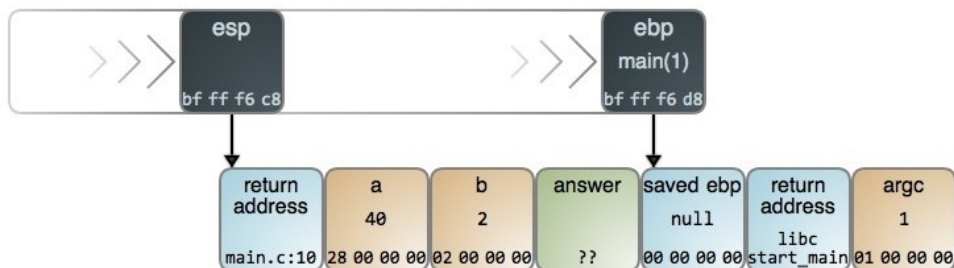 esp
bf ff f6 c8
ebp
main(1)
bf ff f6 d8
return
address
main.c:10
a
40
28 00 00 00
b
2
02 00 00 00
answer
??
saved ebp
null
00 00 00 00
return
address
libc
start_main
argc
1
01 00 00 00